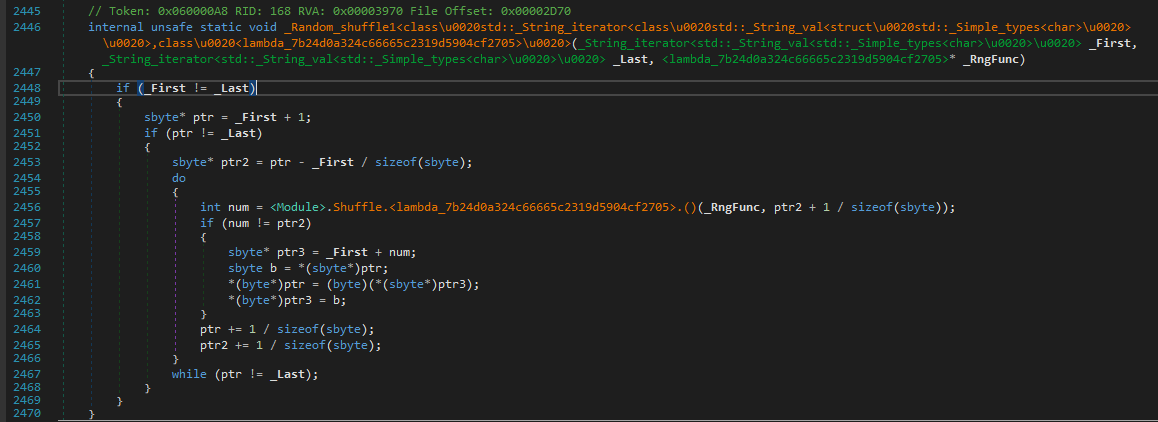 2445 // Token: 0x060000A8 RID: 168 RVA: 0x00003970 File Offset: 0x00002D70
2446 internal unsafe static void _Random_shuffle1<class\u0020std::_String_iterator<class\u0020std::_String_val<struct\u0020std::_Simple_types<char>\u0020>
\u0020>,class\u0020<lambda_7b24d0a324c66665c2319d5904cf2705>\u0020>(_String_iterator<std::_String_val<std::_Simple_types<char>\u0020>\u0020> _First,
_String_iterator<std::_String_val<std::_Simple_types<char>\u0020>\u0020> _Last, <lambda_7b24d0a324c66665c2319d5904cf2705>* _RngFunc)
2447 {
2448 if (_First != _Last)
2449 {
2450 sbyte* ptr = _First + 1;
2451 if (ptr != _Last)
2452 {
2453 sbyte* ptr2 = ptr - _First / sizeof(sbyte);
2454 do
2455 {
2456 int num = <Module>.Shuffle.<lambda_7b24d0a324c66665c2319d5904cf2705>.()(_RngFunc, ptr2 + 1 / sizeof(sbyte));
2457 if (num != ptr2)
2458 {
2459 sbyte* ptr3 = _First + num;
2460 sbyte b = *(sbyte*)ptr;
2461 *(byte*)ptr = (byte)(*(sbyte*)ptr3);
2462 *(byte*)ptr3 = b;
2463 }
2464 ptr += 1 / sizeof(sbyte);
2465 ptr2 += 1 / sizeof(sbyte);
2466 }
2467 while (ptr != _Last);
2468 }
2469 }
2470 }